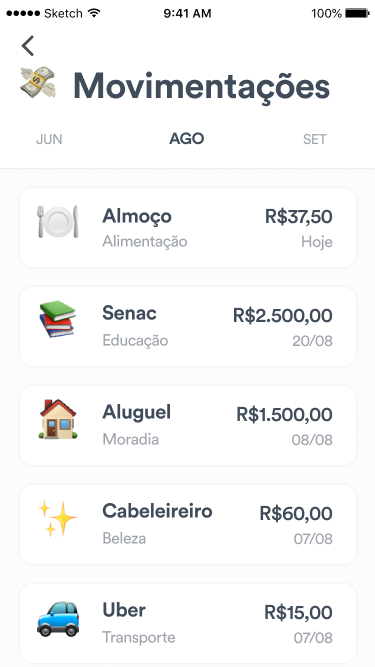 Sketch 9:41 AM 100%
Movimentações
JUN AGO SET
Almoço R$37,50
Alimentação Hoje
Senac R$2.500,00
Educação 20/08
Aluguel R$1.500,00
Moradia 08/08
Cabeleireiro R$60,00
Beleza 07/08
Uber R$15,00
Transporte 07/08